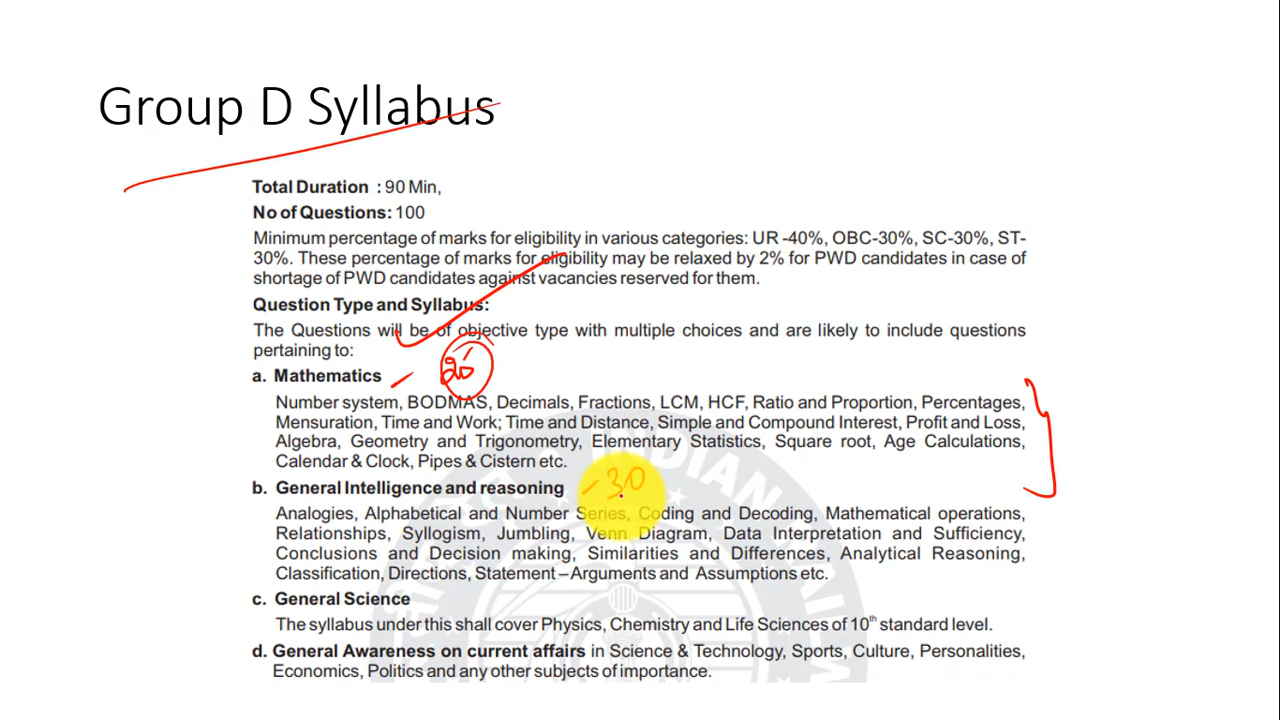 Group D Syllabus
Total Duration : 90 Min,
No of Questions: 100
Minimum percentage of marks for eligibility in various categories: UR -40%, OBC-30%, SC-30%, ST-
30%. These percentage of marks for eligibility may be relaxed by 2% for PWD candidates in case of
shortage of PWD candidates against vacancies reserved for them.
Question Type and Syllabus:
The Questions will be of objective type with multiple choices and are likely to include questions
pertaining to:
a. Mathematics
Number system, BODMAS, Decimals, Fractions, LCM, HCF, Ratio and Proportion, Percentages,
Mensuration, Time and Work; Time and Distance, Simple and Compound Interest, Profit and Loss,
Algebra, Geometry and Trigonometry, Elementary Statistics, Square root, Age Calculations,
Calendar & Clock, Pipes & Cistern etc.
b. General Intelligence and reasoning - 30
Analogies, Alphabetical and Number Series, Coding and Decoding, Mathematical operations,
Relationships, Syllogism, Jumbling, Venn Diagram, Data Interpretation and Sufficiency,
Conclusions and Decision making, Similarities and Differences, Analytical Reasoning,
Classification, Directions, Statement – Arguments and Assumptions etc.
c. General Science
The syllabus under this shall cover Physics, Chemistry and Life Sciences of 10th standard level.
d. General Awareness on current affairs in Science & Technology, Sports, Culture, Personalities,
Economics, Politics and any other subjects of importance.